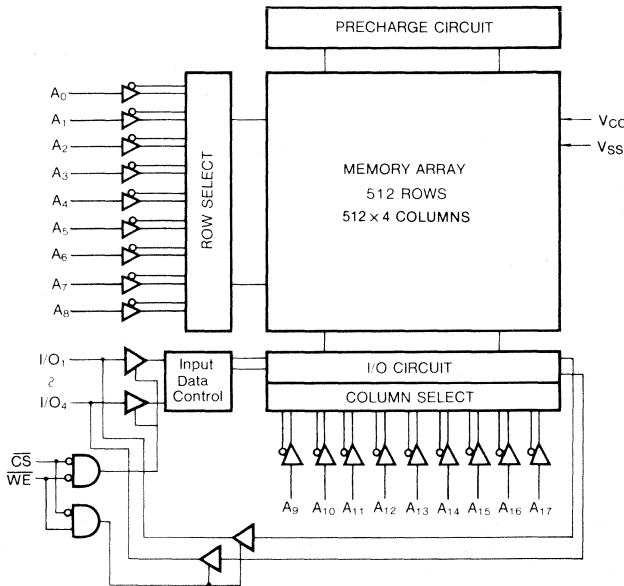 PRECHARGE CIRCUIT
A0
A1
A2
A3
A4
A5
A6
A7
A8
ROW SELECT
MEMORY ARRAY
512 ROWS
512 × 4 COLUMNS
VCC
VSS
I/O1
≀
I/O4
Input
Data
Control
I/O CIRCUIT
COLUMN SELECT
CS
WE
A9 A10 A11 A12 A13 A14 A15 A16 A17